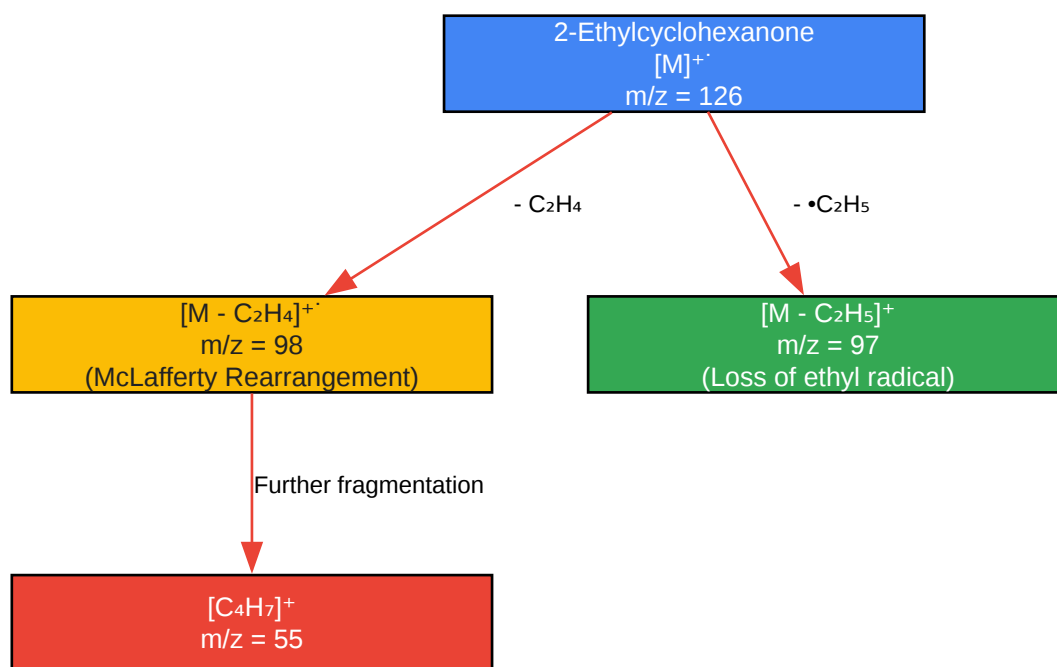 2-Ethylcyclohexanone
[M]⁺˙
m/z = 126
- C₂H₄
- •C₂H₅
[M - C₂H₄]⁺˙
m/z = 98
(McLafferty Rearrangement)
[M - C₂H₅]⁺
m/z = 97
(Loss of ethyl radical)
Further fragmentation
[C₄H₇]⁺
m/z = 55